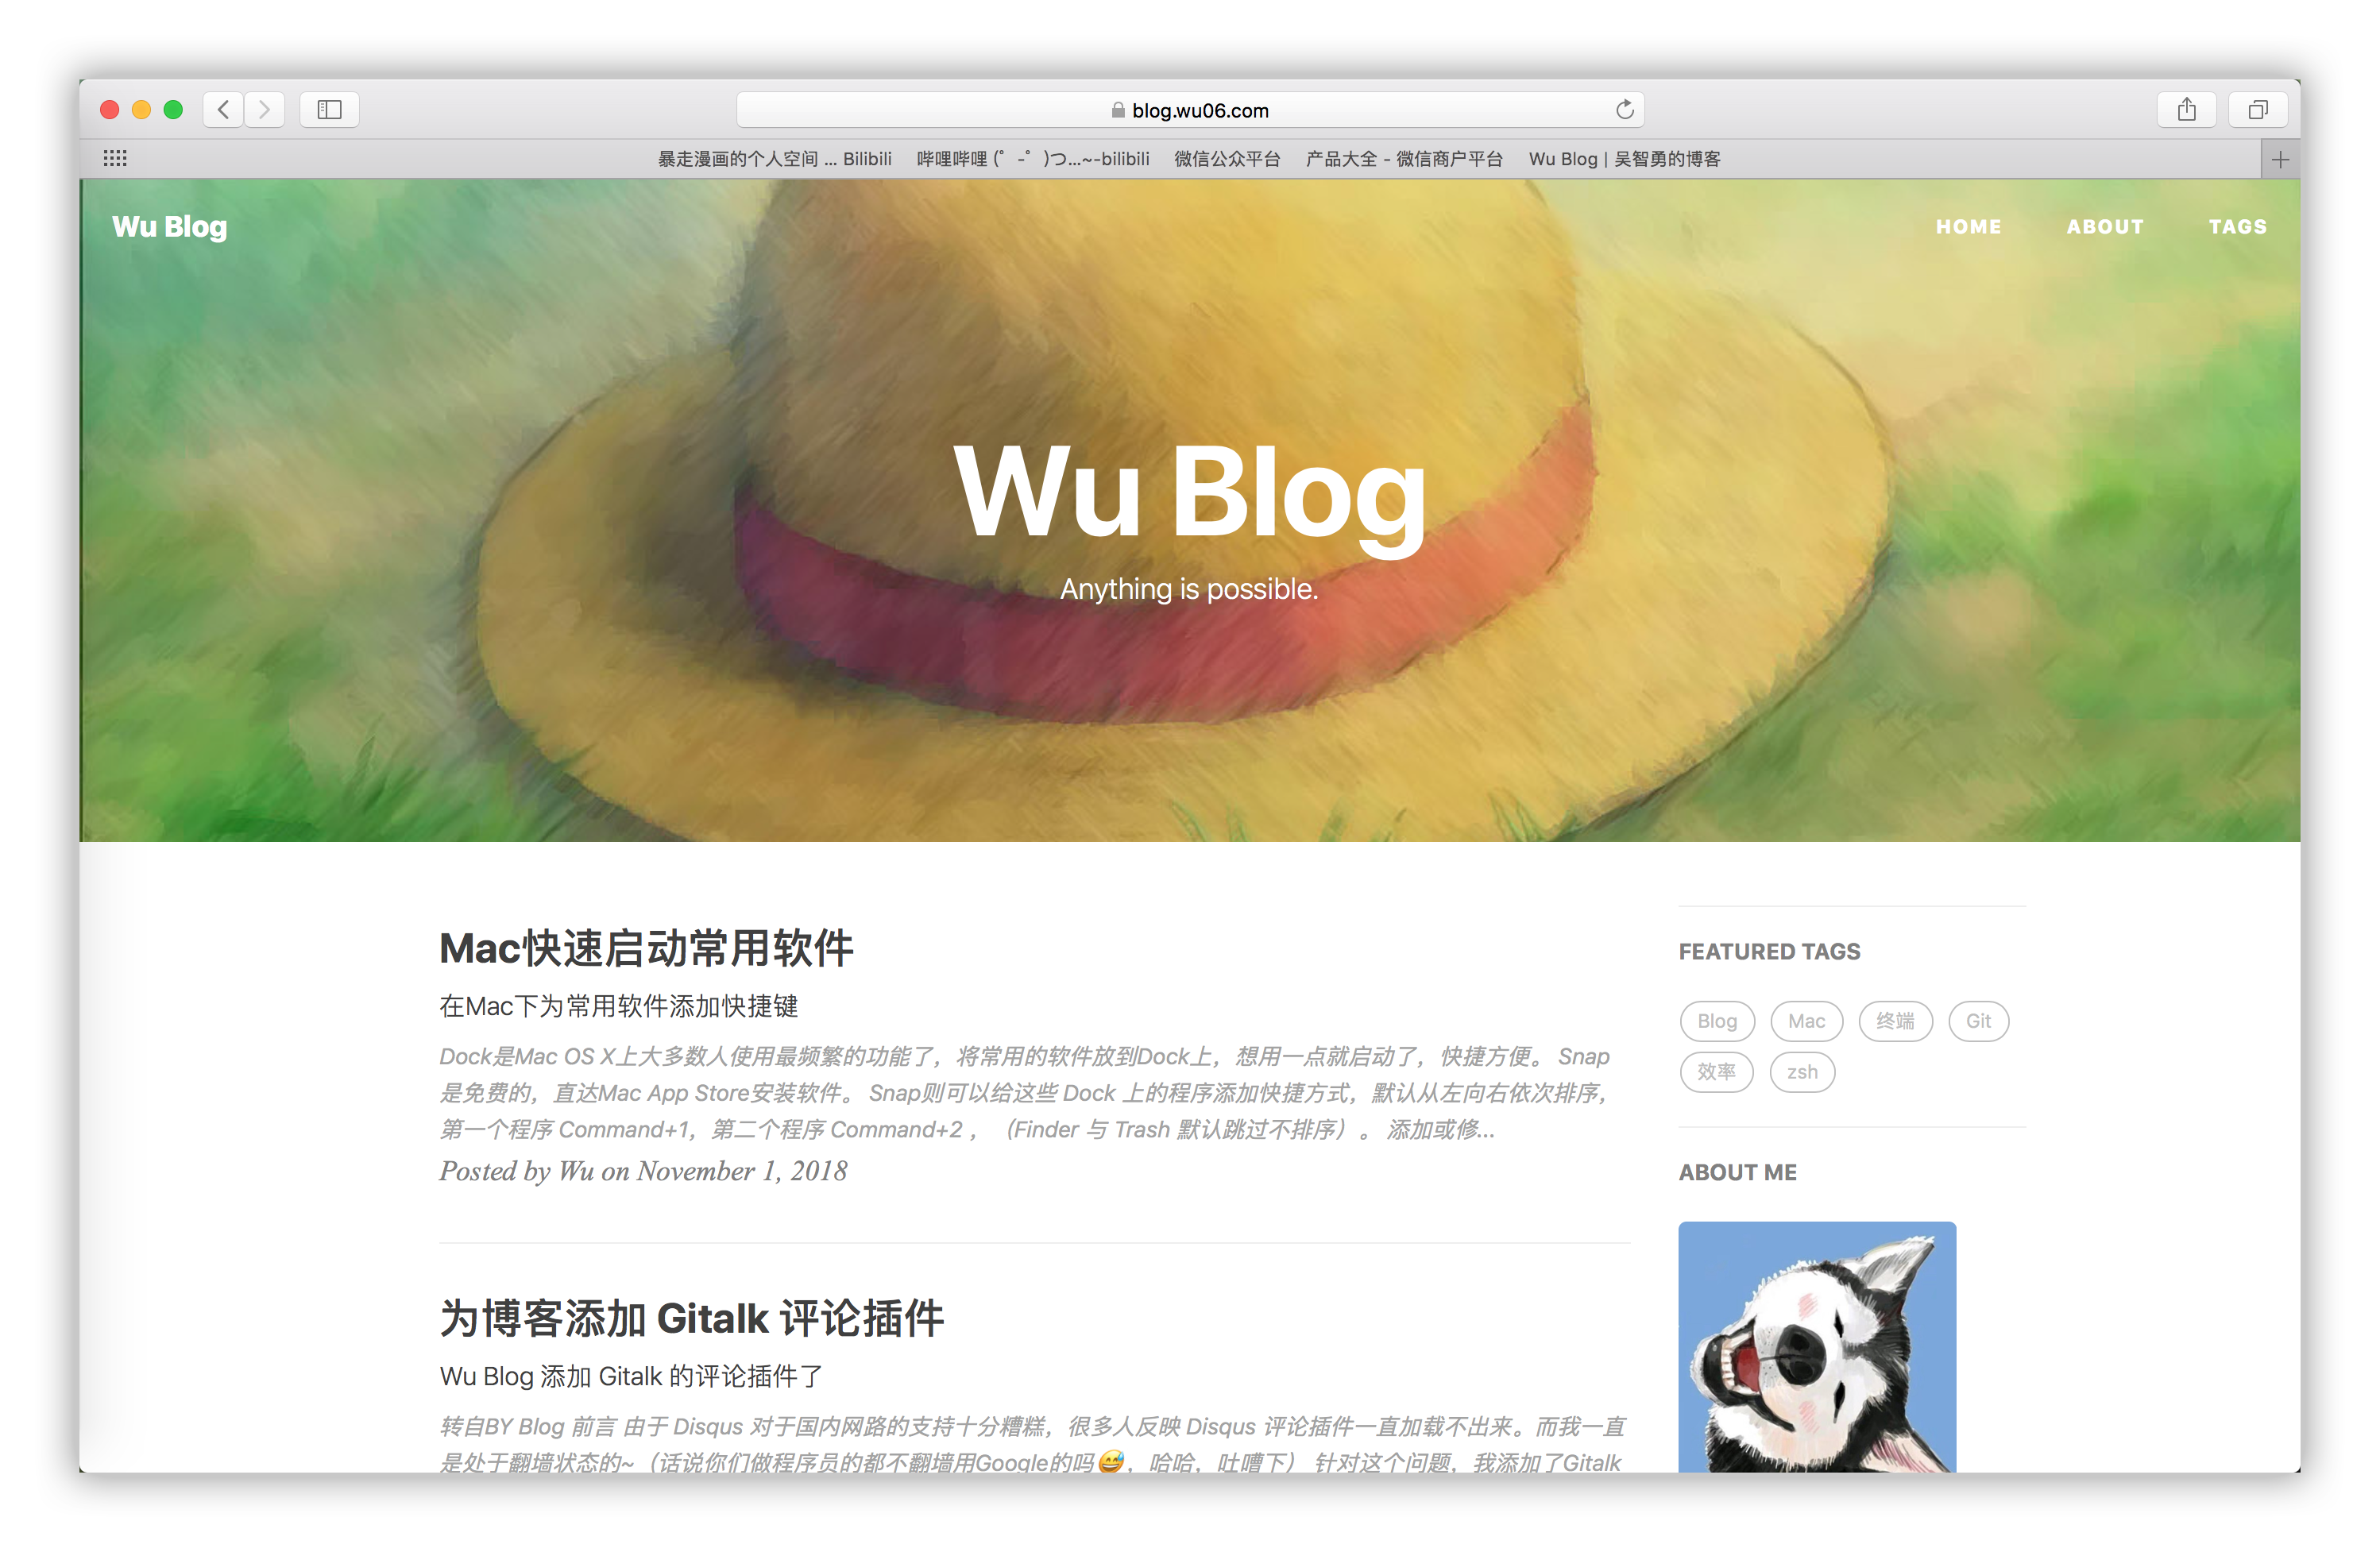 blog.wu06.com
暴走漫画的个人空间 ... Bilibili 哔哩哔哩 (゜-゜)つ...~-bilibili 微信公众平台 产品大全 - 微信商户平台 Wu Blog | 吴智勇的博客
Wu Blog HOME ABOUT TAGS
Wu Blog
Anything is possible.
Mac快速启动常用软件
在Mac下为常用软件添加快捷键
Dock是Mac OS X上大多数人使用最频繁的功能了，将常用的软件放到Dock上，想用一点就启动了，快捷方便。 Snap
是免费的，直达Mac App Store安装软件。 Snap则可以给这些 Dock 上的程序添加快捷方式，默认从左向右依次排序，
第一个程序 Command+1，第二个程序 Command+2 ，（Finder 与 Trash 默认跳过不排序）。 添加或修...
Posted by Wu on November 1, 2018
为博客添加 Gitalk 评论插件
Wu Blog 添加 Gitalk 的评论插件了
转自BY Blog 前言 由于 Disqus 对于国内网路的支持十分糟糕，很多人反映 Disqus 评论插件一直加载不出来。而我一直
是处于翻墙状态的~（话说你们做程序员的都不翻墙用Google的吗😅，哈哈，吐嘈下） 针对这个问题，我添加了Gitalk
FEATURED TAGS
Blog Mac 终端 Git
效率 zsh
ABOUT ME